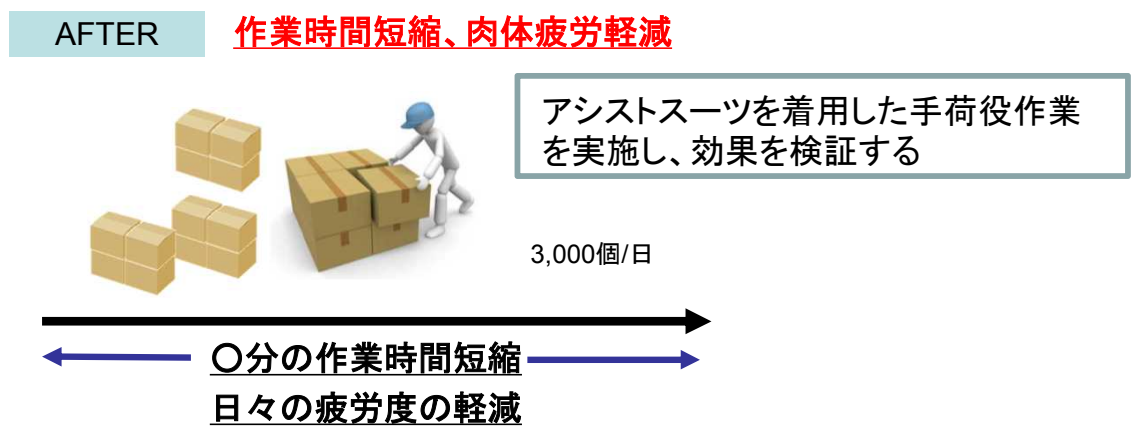 AFTER
作業時間短縮、肉体疲労軽減
アシストスーツを着用した手荷役作業
を実施し、効果を検証する
3,000個/日
〇分の作業時間短縮
日々の疲労度の軽減